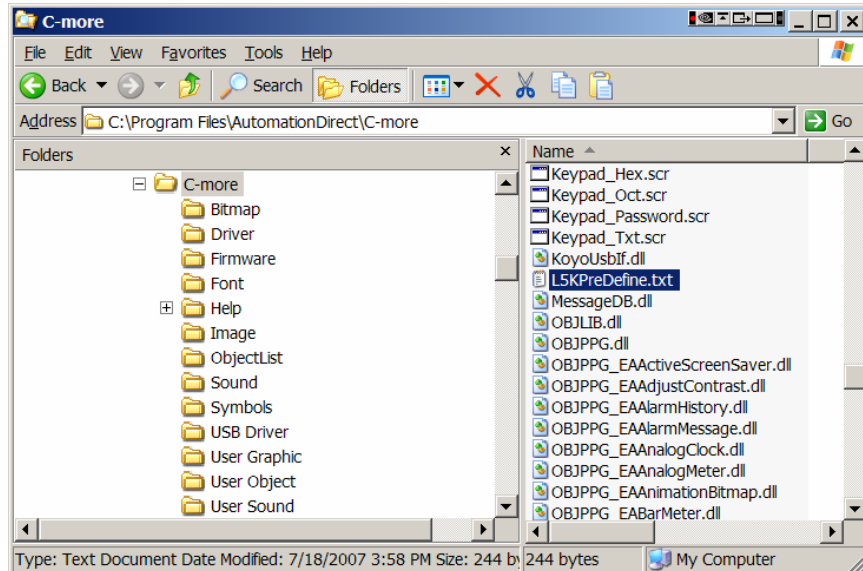 C-more
File Edit View Favorites Tools Help
Back Search Folders
Address C:\Program Files\AutomationDirect\C-more Go
Folders × Name
C-more
Bitmap
Driver
Firmware
Font
Help
Image
ObjectList
Sound
Symbols
USB Driver
User Graphic
User Object
User Sound
Keypad_Hex.scr
Keypad_Oct.scr
Keypad_Password.scr
Keypad_Txt.scr
KoyoUsbIf.dll
L5KPreDefine.txt
MessageDB.dll
OBJLIB.dll
OBJPPG.dll
OBJPPG_EAActiveScreenSaver.dll
OBJPPG_EAAdjustContrast.dll
OBJPPG_EAAlarmHistory.dll
OBJPPG_EAAlarmMessage.dll
OBJPPG_EAAnalogClock.dll
OBJPPG_EAAnalogMeter.dll
OBJPPG_EAAnimationBitmap.dll
OBJPPG_EABarMeter.dll
Type: Text Document Date Modified: 7/18/2007 3:58 PM Size: 244 by 244 bytes My Computer